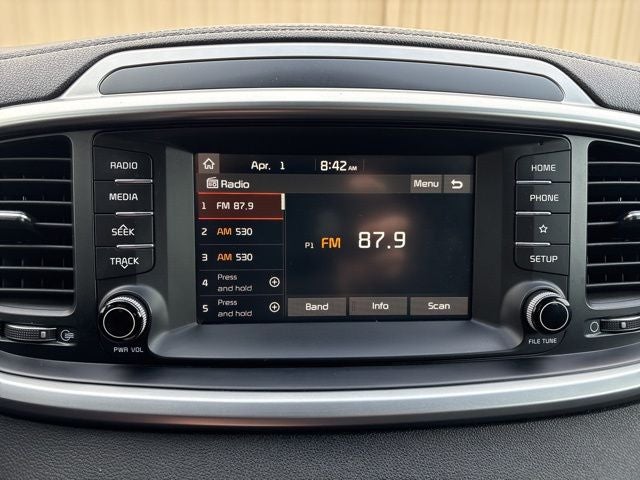 RADIO
MEDIA
SEEK
TRACK
PWR VOL
Apr. 1 8:42 AM
Radio Menu
1 FM 87.9
2 AM 530
3 AM 530
4 Press
and hold
5 Press
and hold
P1 FM 87.9
Band Info Scan
HOME
PHONE
SETUP
FILE TUNE